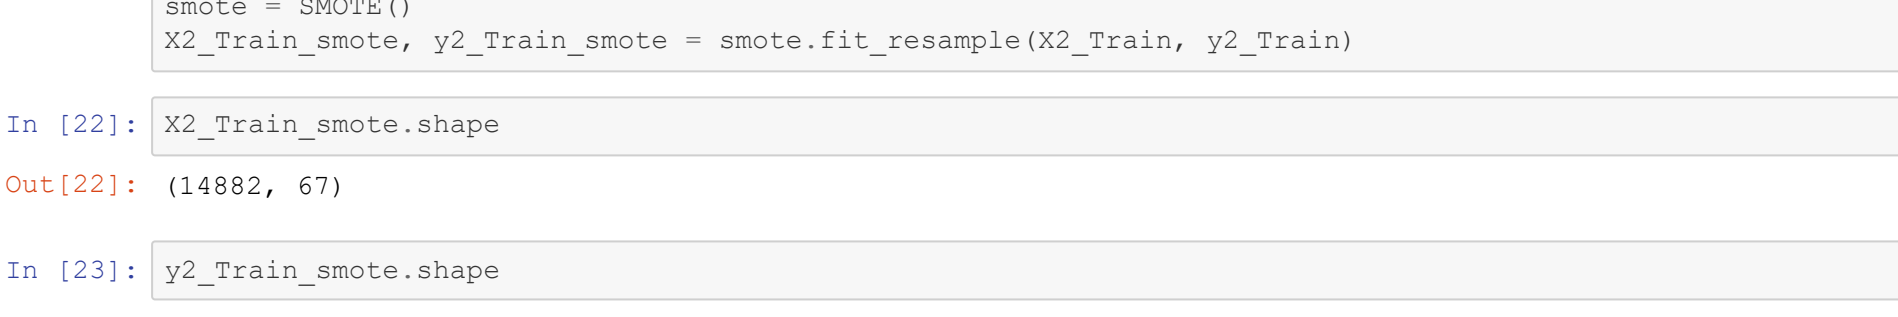 smote = SMOTE()
X2_Train_smote, y2_Train_smote = smote.fit_resample(X2_Train, y2_Train)
In [22]: X2_Train_smote.shape
Out[22]: (14882, 67)
In [23]: y2_Train_smote.shape